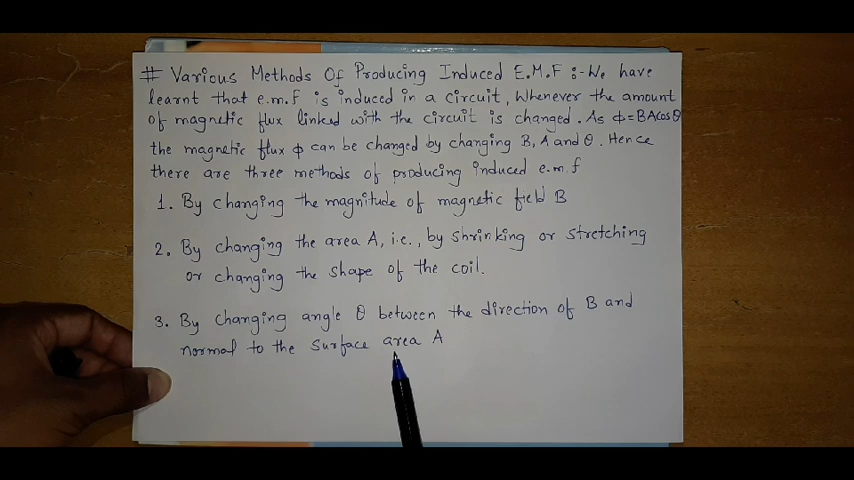 # Various Methods Of Producing Induced E.M.F :- We have
learnt that e.m.f is induced in a circuit, Whenever the amount
of magnetic flux linked with the circuit is changed. As ϕ=BAcosθ
the magnetic flux ϕ can be changed by changing B, A and θ. Hence
there are three methods of producing induced e.m.f
1. By changing the magnitude of magnetic field B
2. By changing the area A, i.e., by shrinking or stretching
or changing the shape of the coil.
3. By changing angle θ between the direction of B and
normal to the surface area A